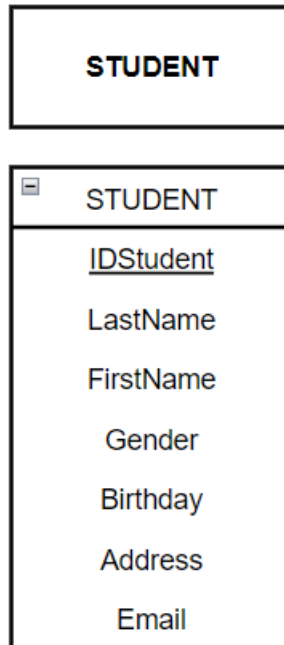 STUDENT
STUDENT
IDStudent
LastName
FirstName
Gender
Birthday
Address
Email